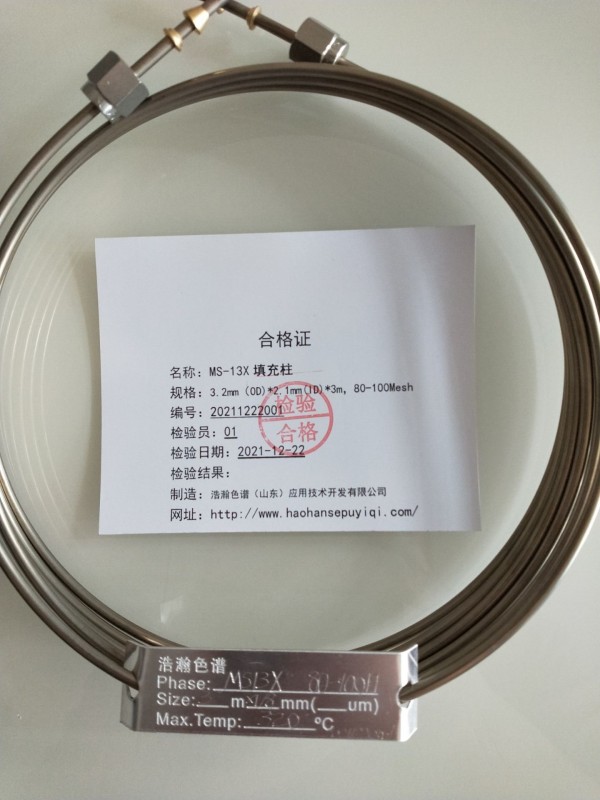 合格证
名称: MS-13X 填充柱
规格: 3.2mm (OD)*2.1mm(ID)*3m, 80-100Mesh
编号: 20211222001
检验员: 01
检验日期: 2021-12-22
检验结果:
检验
合格
制造: 浩瀚色谱（山东）应用技术开发有限公司
网址: http://www.haohansepuyiqi.com/
浩瀚色谱
Phase: MS13X 80-100H
Size: m mm( um)
Max.Temp: 320 ℃